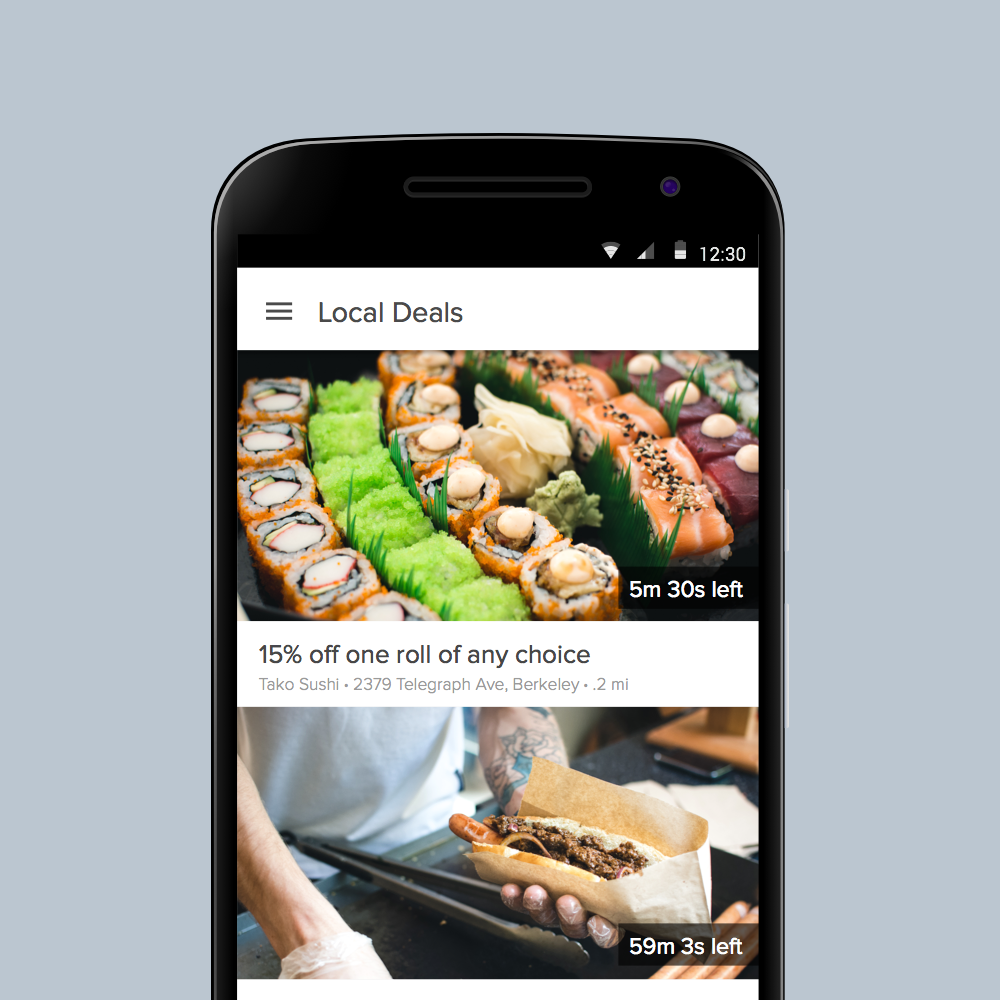 12:30
Local Deals
5m 30s left
15% off one roll of any choice
Tako Sushi • 2379 Telegraph Ave, Berkeley • .2 mi
59m 3s left